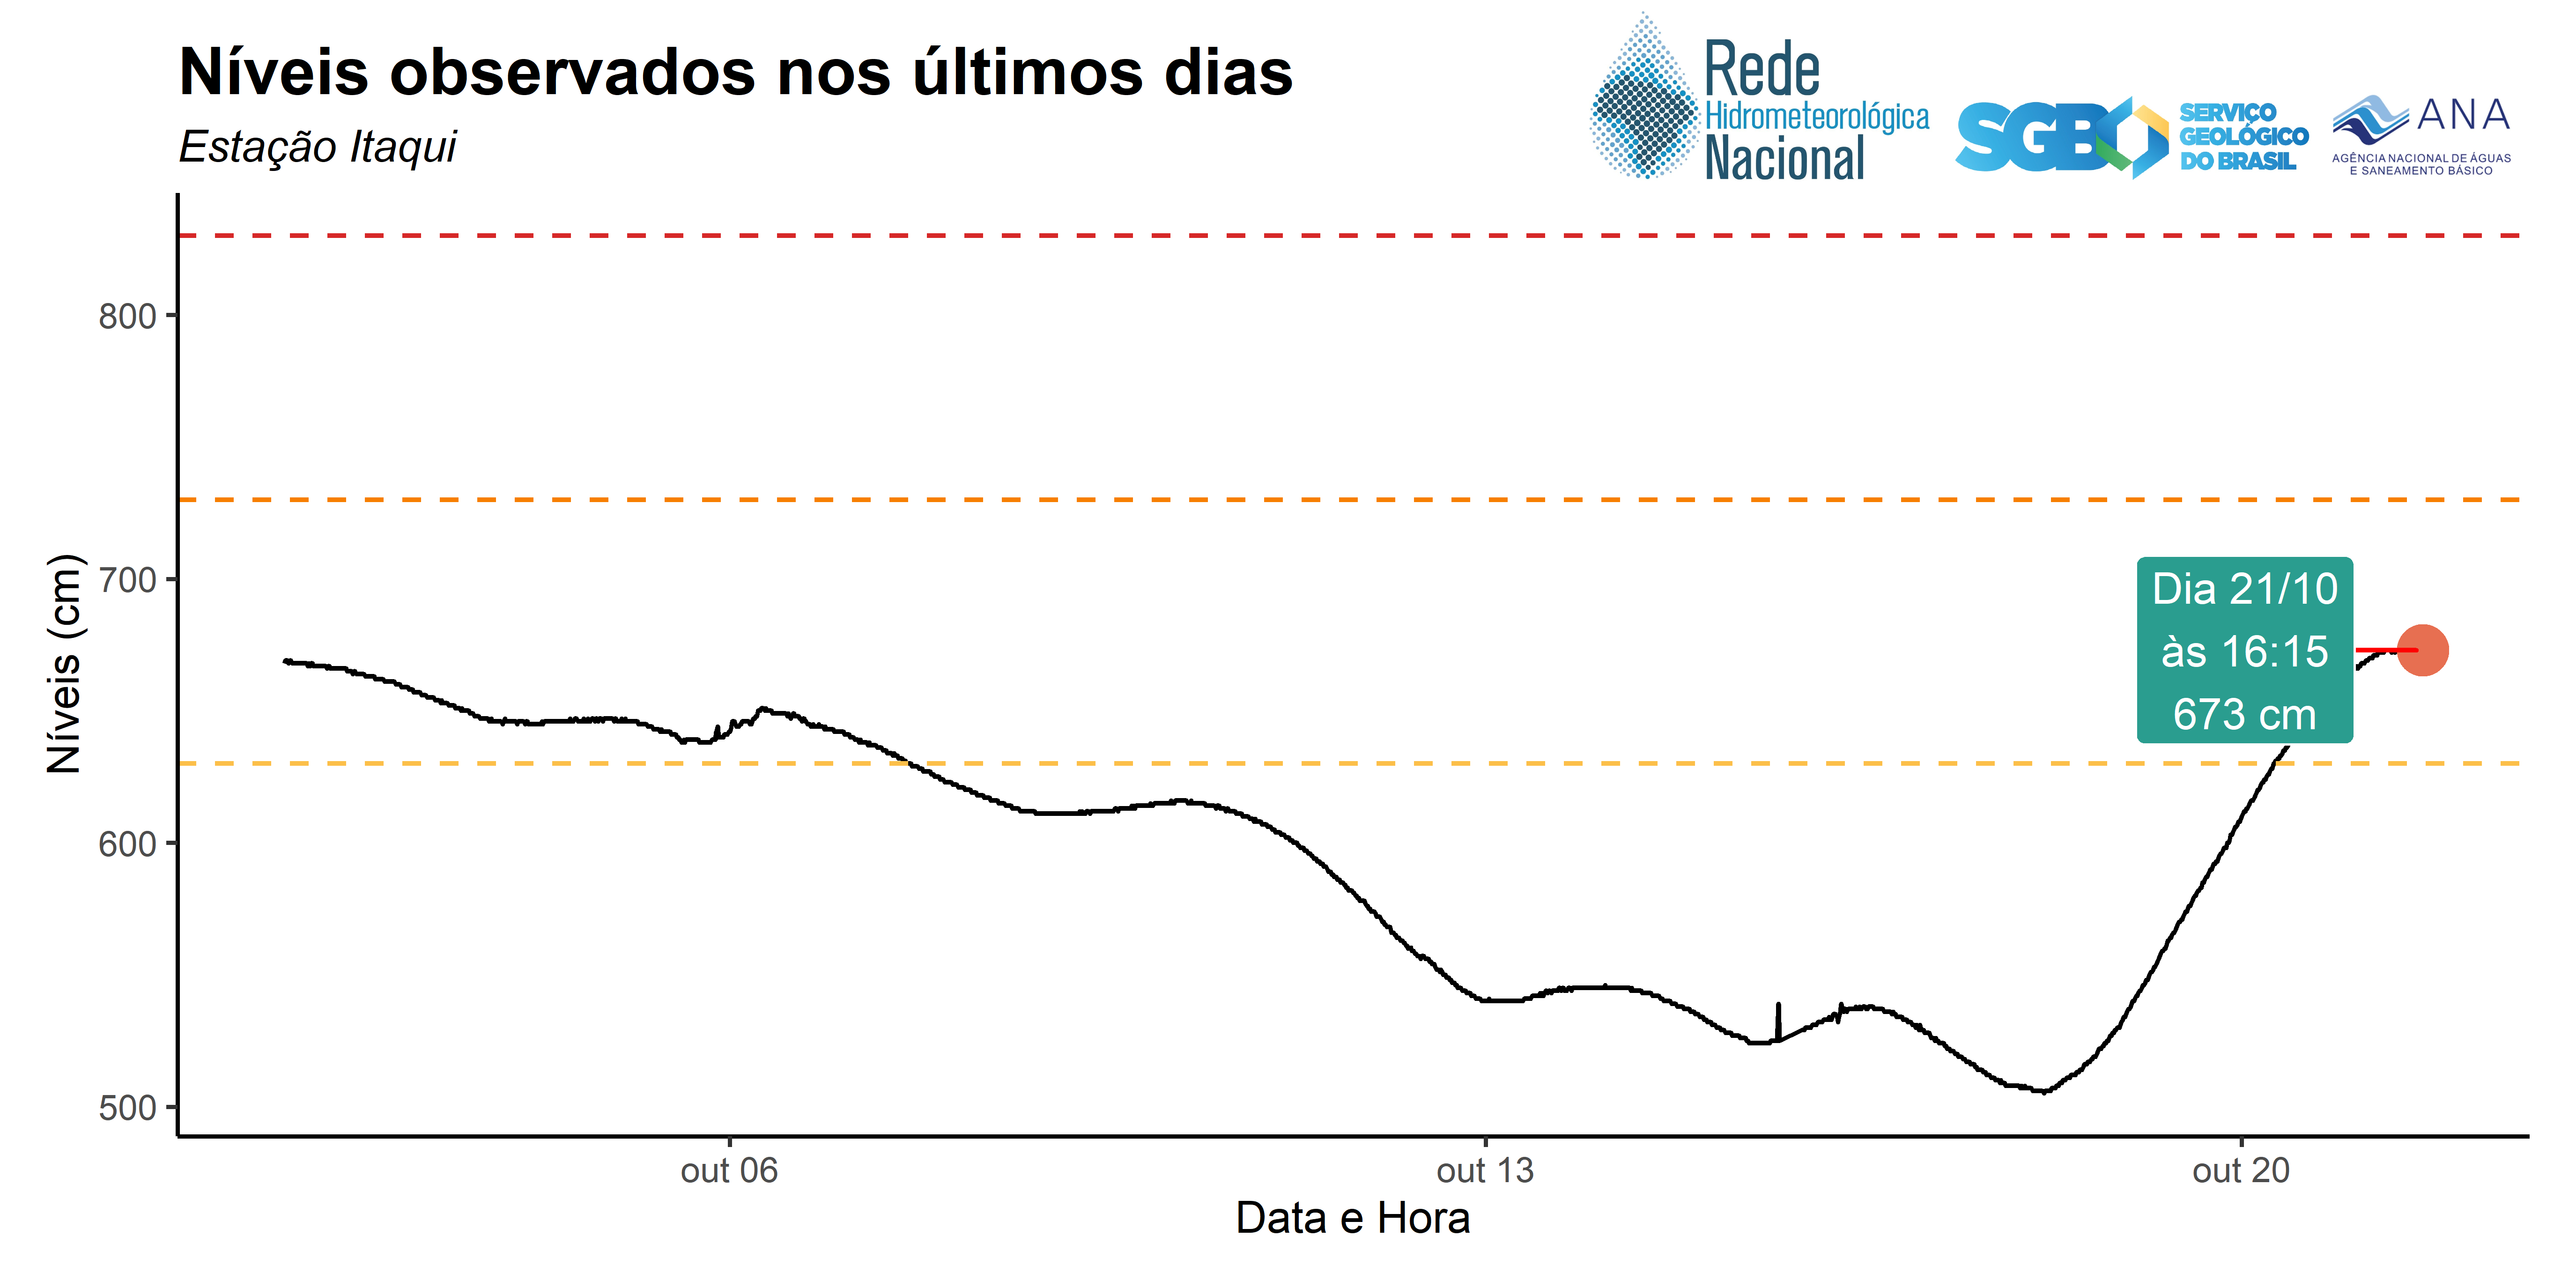 Níveis observados nos últimos dias
Estação Itaqui
Rede
Hidrometeorológica
Nacional
SGB
SERVIÇO
GEOLÓGICO
DO BRASIL
ANA
AGÊNCIA NACIONAL DE ÁGUAS
E SANEAMENTO BÁSICO
Níveis (cm)
800
700
600
500
Dia 21/10
às 16:15
673 cm
out 06
out 13
out 20
Data e Hora